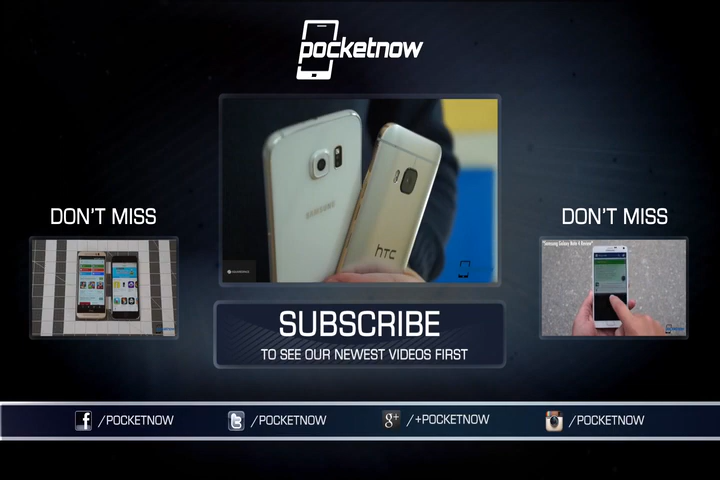 pocketnow
SAMSUNG
hTC
DON'T MISS
DON'T MISS
"Samsung Galaxy Note 4 Review"
SUBSCRIBE
TO SEE OUR NEWEST VIDEOS FIRST
/POCKETNOW
/POCKETNOW
/+POCKETNOW
/POCKETNOW